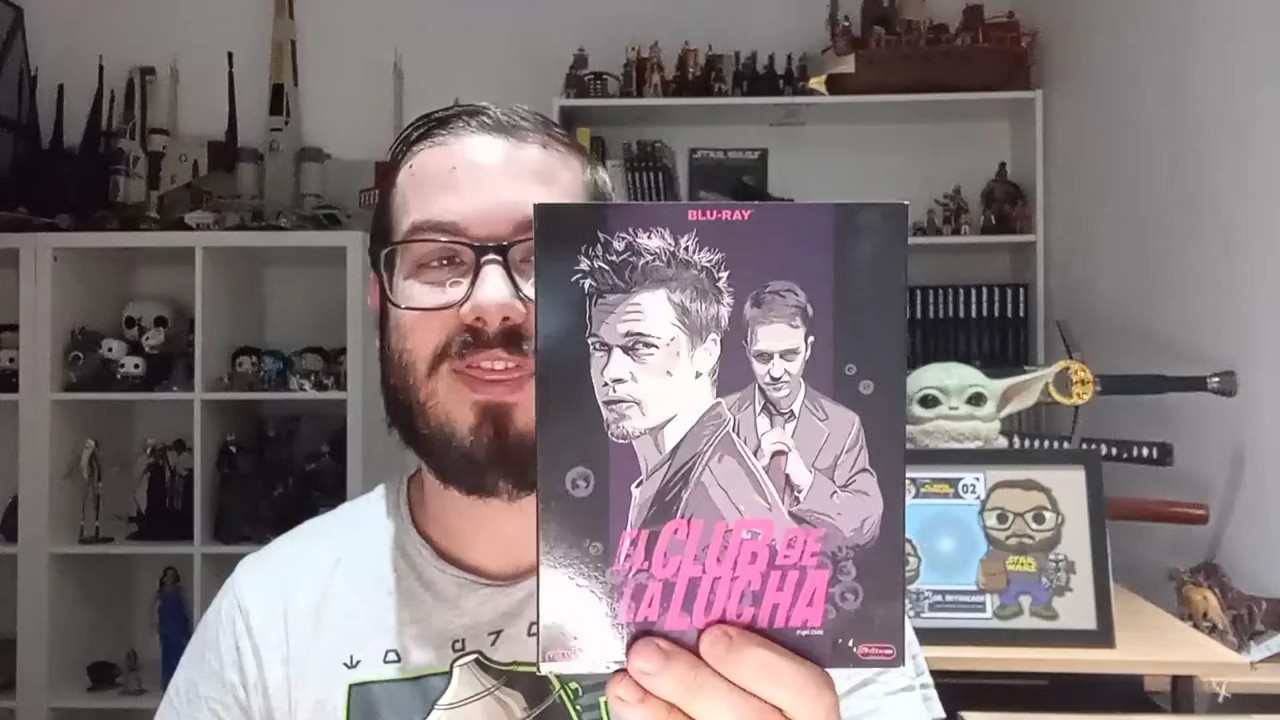 STAR WARS
BLU-RAY
02
STAR
WARS
EL CLUB DE
LA LUCHA
(Fight Club)